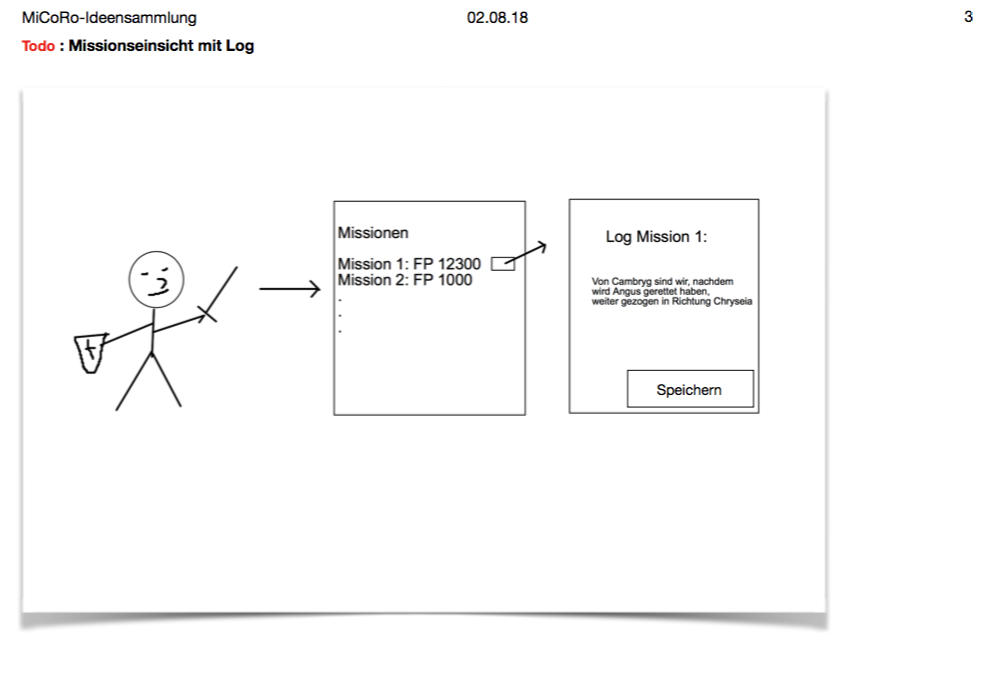 MiCoRo-Ideensammlung
02.08.18
3
Todo : Missionseinsicht mit Log
Missionen
Mission 1: FP 12300
Mission 2: FP 1000
.
.
.
Log Mission 1:
Von Cambryg sind wir, nachdem
wird Angus gerettet haben,
weiter gezogen in Richtung Chryseia
Speichern